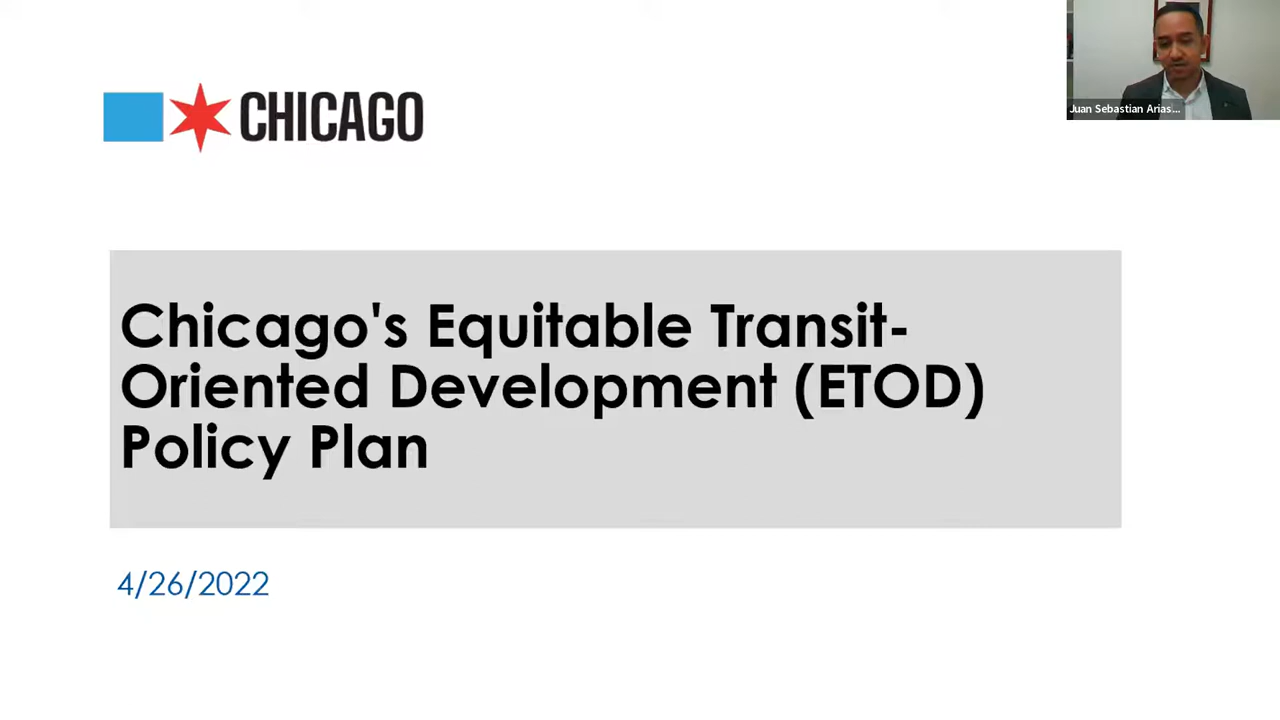 CHICAGO
Juan Sebastian Arias...
Chicago's Equitable Transit-
Oriented Development (ETOD)
Policy Plan
4/26/2022